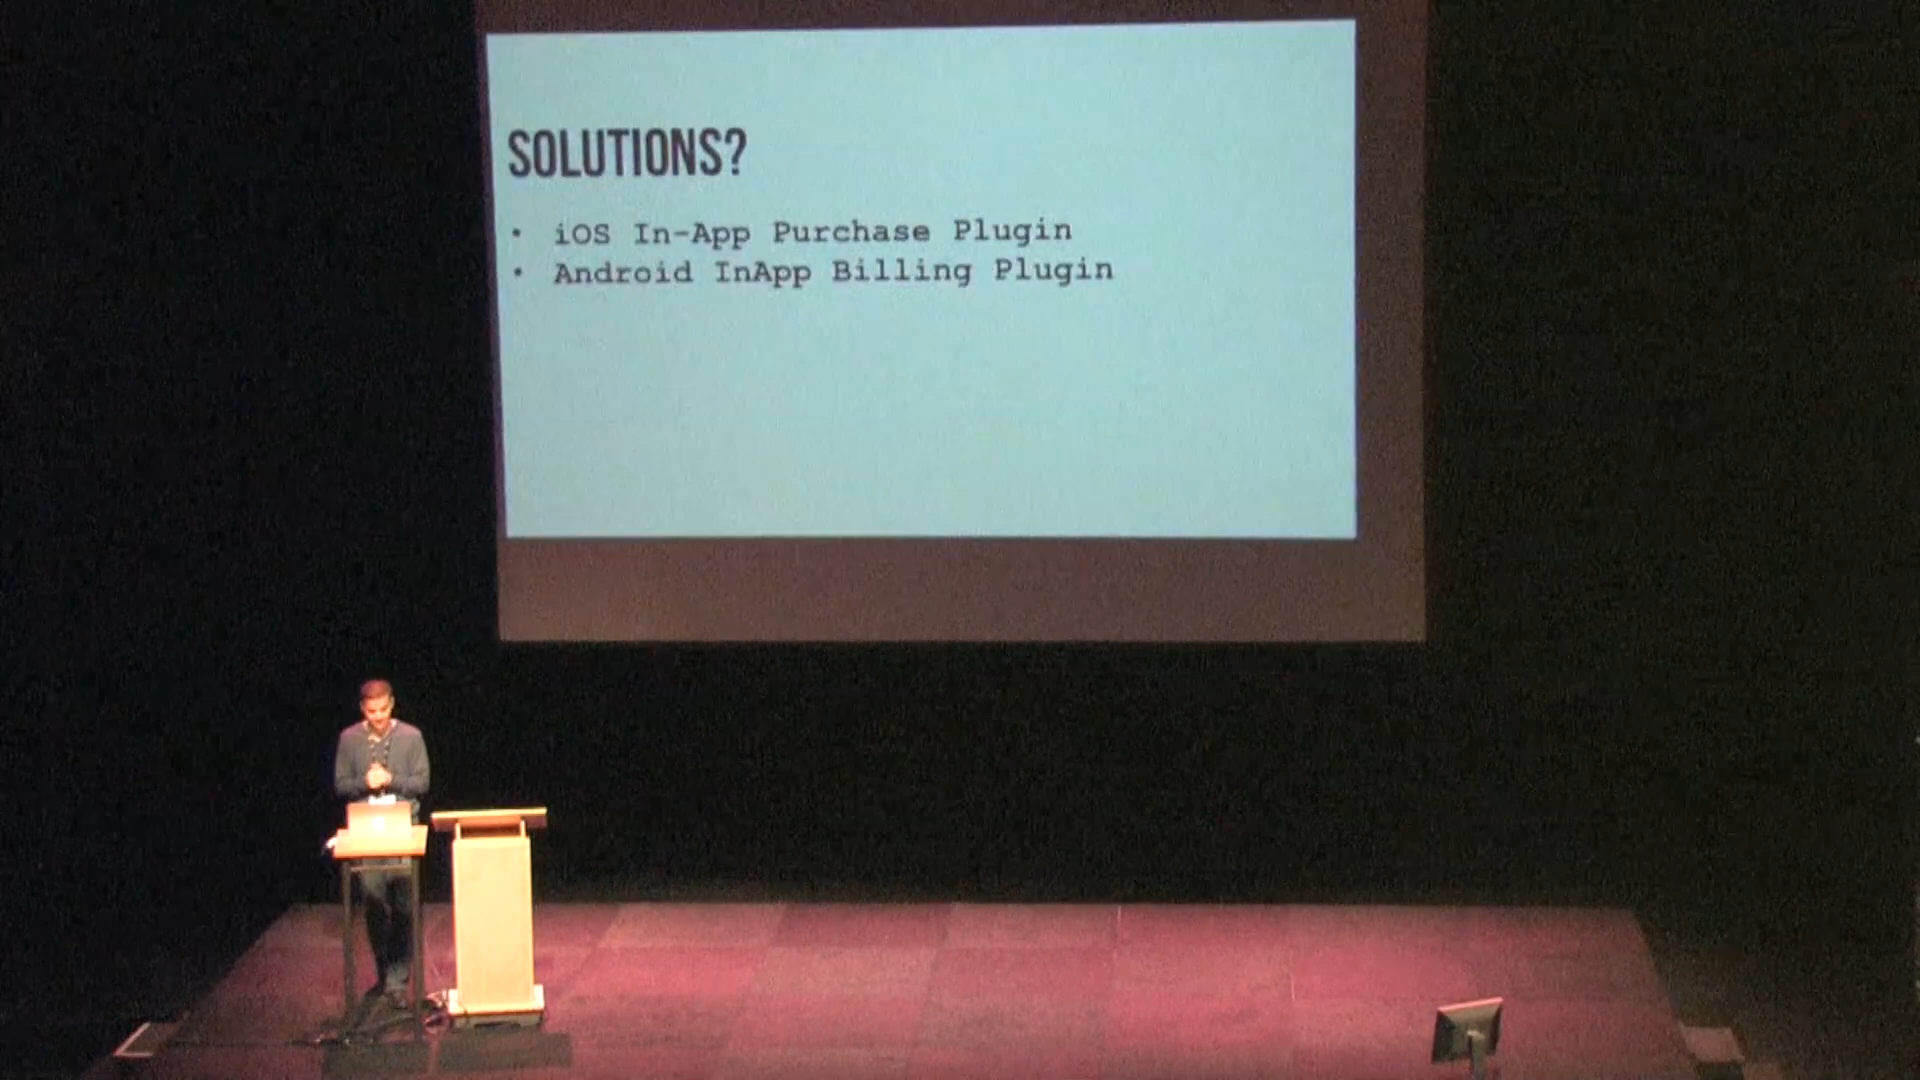 SOLUTIONS?
• iOS In-App Purchase Plugin
• Android InApp Billing Plugin